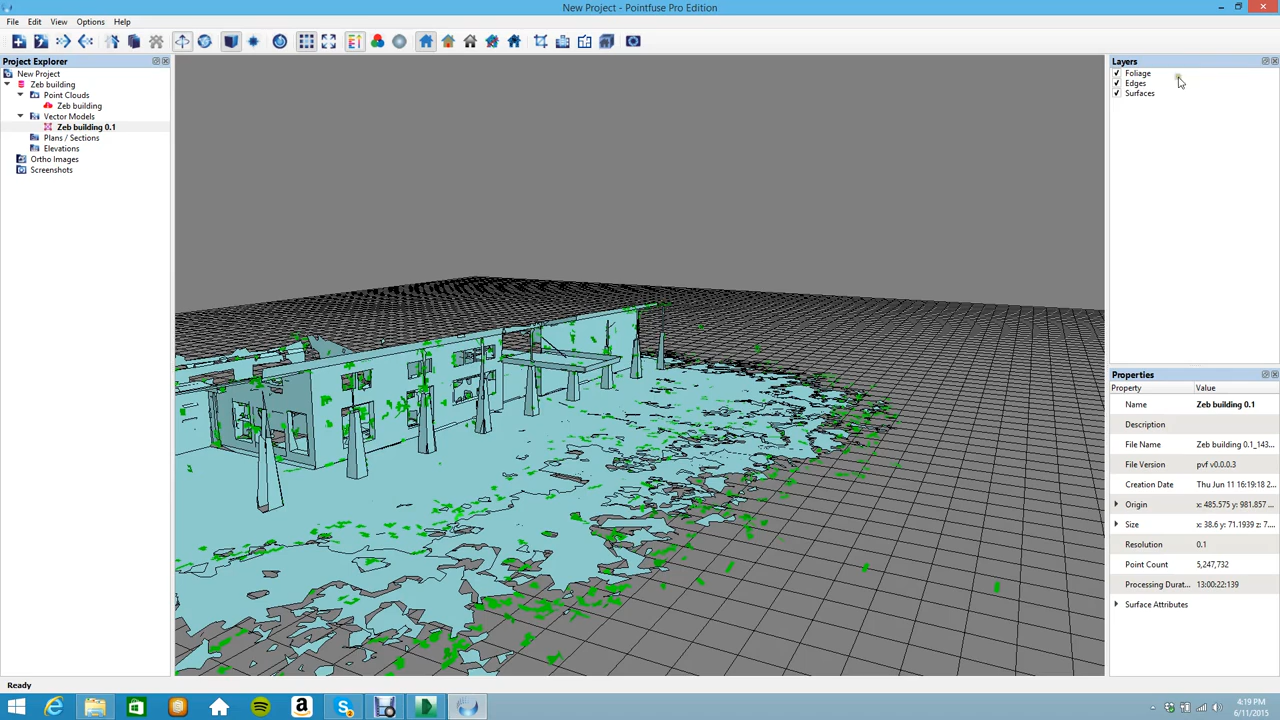 New Project - Pointfuse Pro Edition
File Edit View Options Help
Project Explorer
New Project
Zeb building
Point Clouds
Zeb building
Vector Models
Zeb building 0.1
Plans / Sections
Elevations
Ortho Images
Screenshots
Layers
Foliage
Edges
Surfaces
Properties
Property Value
Name Zeb building 0.1
Description
File Name Zeb building 0.1_143...
File Version pvf v0.0.0.3
Creation Date Thu Jun 11 16:19:18 2...
Origin x: 485.575 y: 981.857 ...
Size x: 38.6 y: 71.1939 z: 7....
Resolution 0.1
Point Count 5,247,732
Processing Durat... 13:00:22:139
Surface Attributes
Ready
4:19 PM
6/11/2015